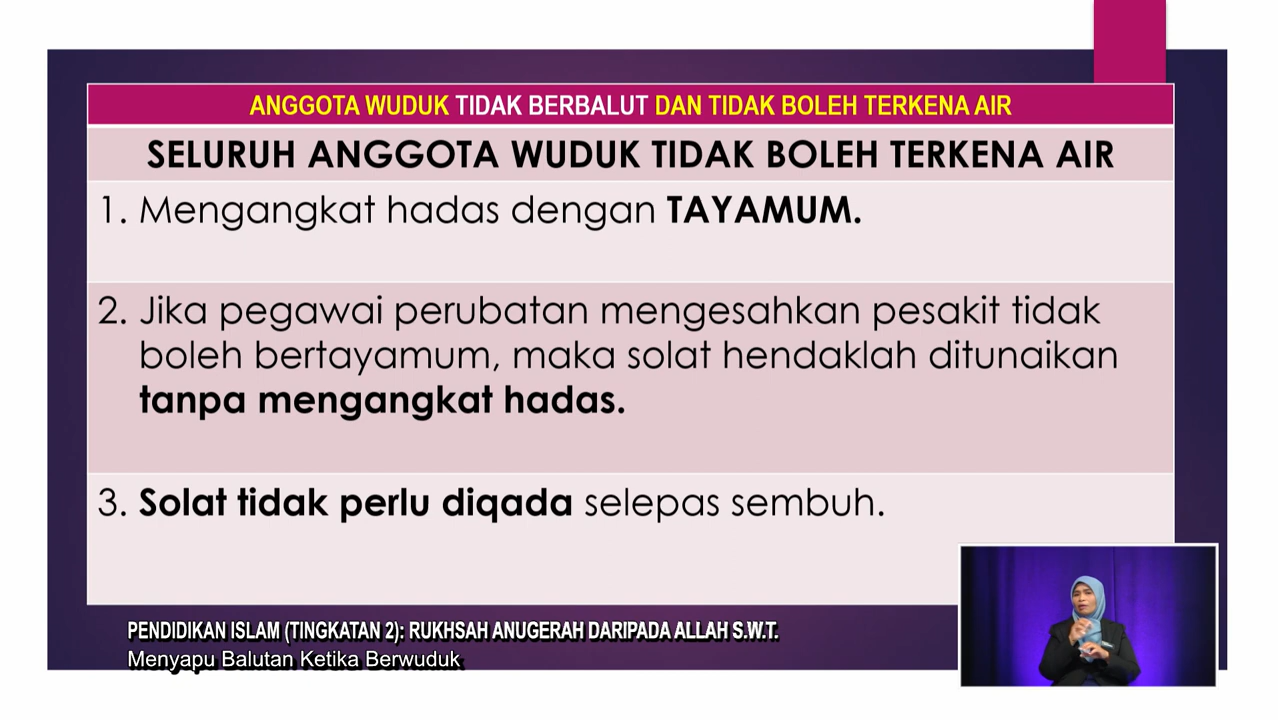 ANGGOTA WUDUK TIDAK BERBALUT DAN TIDAK BOLEH TERKENA AIR
SELURUH ANGGOTA WUDUK TIDAK BOLEH TERKENA AIR
1. Mengangkat hadas dengan TAYAMUM.
2. Jika pegawai perubatan mengesahkan pesakit tidak
boleh bertayamum, maka solat hendaklah ditunaikan
tanpa mengangkat hadas.
3. Solat tidak perlu diqada selepas sembuh.
PENDIDIKAN ISLAM (TINGKATAN 2): RUKHSAH ANUGERAH DARIPADA ALLAH S.W.T.
Menyapu Balutan Ketika Berwuduk